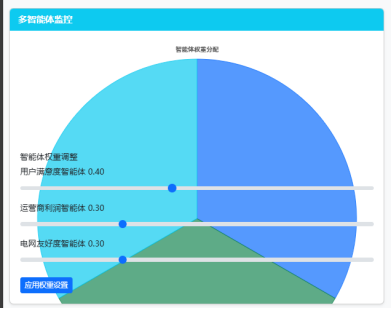 多智能体监控
智能体权重分配
智能体权重调整
用户满意度智能体 0.40
运营商利润智能体 0.30
电网友好度智能体 0.30
应用权重设置